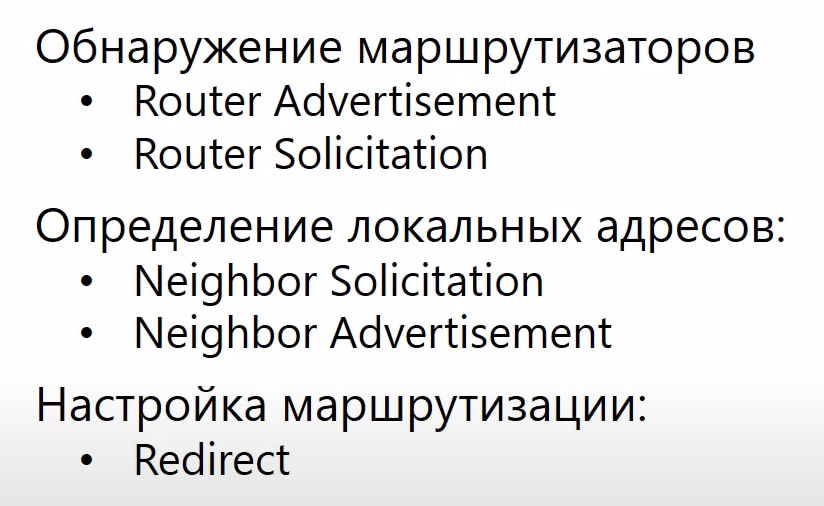 Обнаружение маршрутизаторов
• Router Advertisement
• Router Solicitation
Определение локальных адресов:
• Neighbor Solicitation
• Neighbor Advertisement
Настройка маршрутизации:
• Redirect